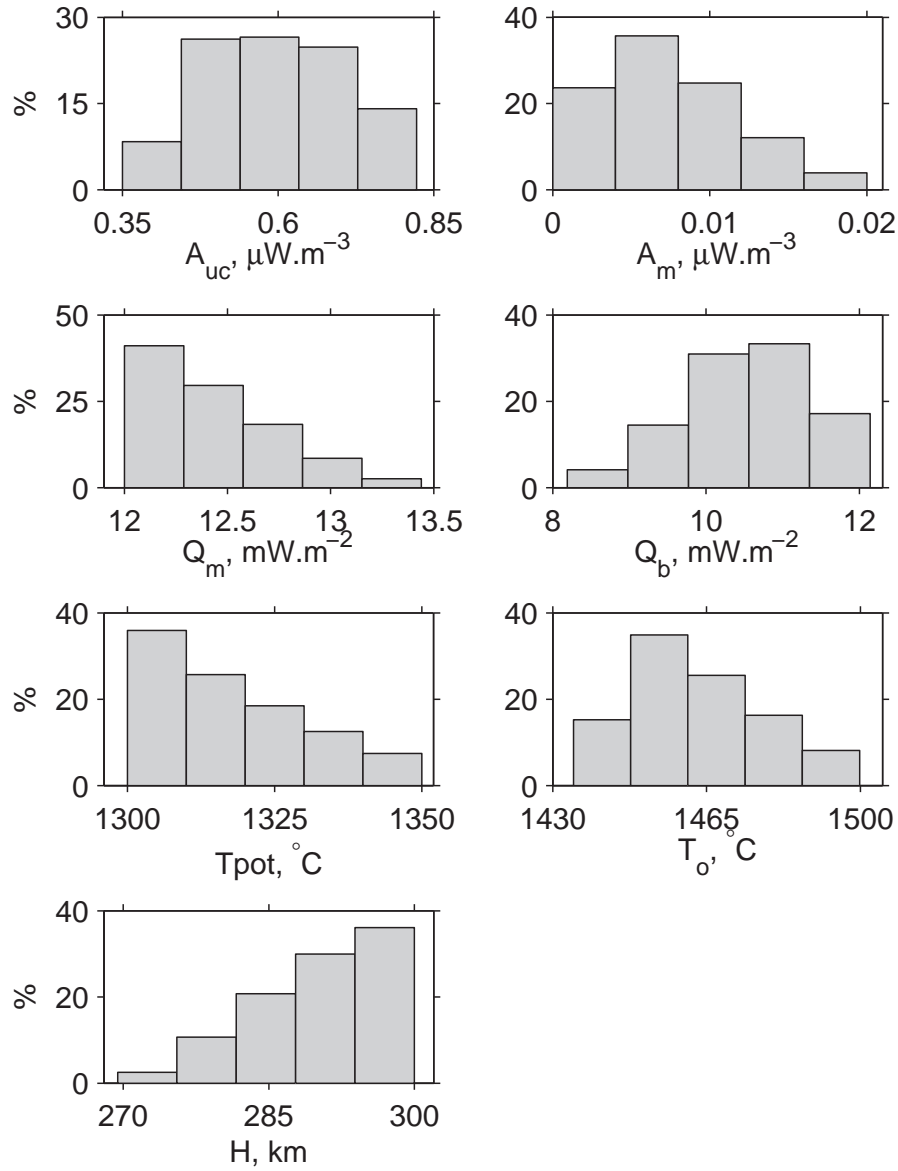 30
15
0
%
0.35 0.6 0.85
A_uc, μW.m⁻³
40
20
0
0 0.01 0.02
A_m, μW.m⁻³
50
25
0
%
12 12.5 13 13.5
Q_m, mW.m⁻²
40
20
0
8 10 12
Q_b, mW.m⁻²
40
20
0
%
1300 1325 1350
Tpot, °C
40
20
0
1430 1465 1500
T_o, °C
40
20
0
%
270 285 300
H, km